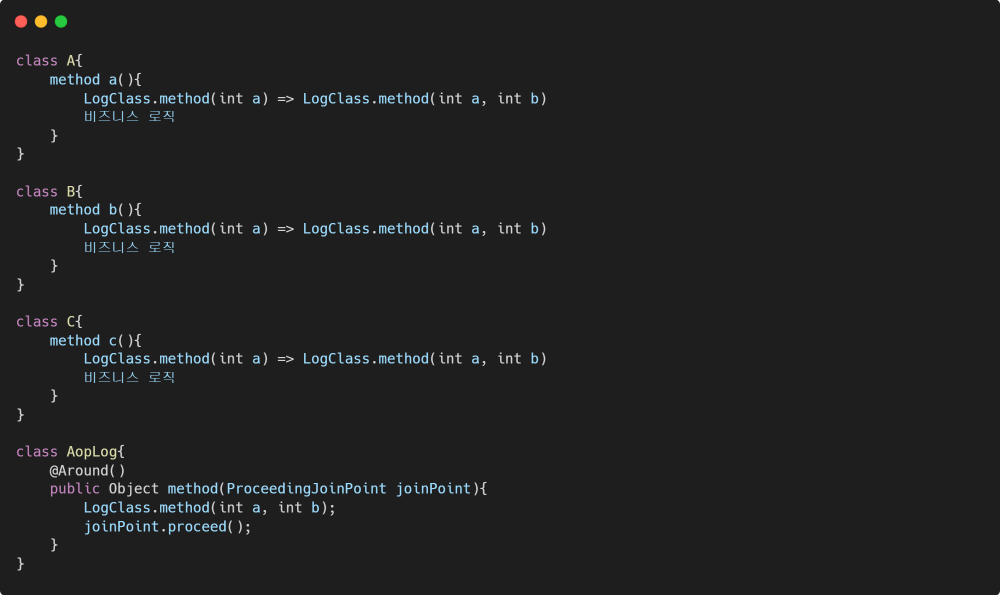 class A{
    method a(){
        LogClass.method(int a) => LogClass.method(int a, int b)
        비즈니스 로직
    }
}

class B{
    method b(){
        LogClass.method(int a) => LogClass.method(int a, int b)
        비즈니스 로직
    }
}

class C{
    method c(){
        LogClass.method(int a) => LogClass.method(int a, int b)
        비즈니스 로직
    }
}

class AopLog{
    @Around()
    public Object method(ProceedingJoinPoint joinPoint){
        LogClass.method(int a, int b);
        joinPoint.proceed();
    }
}